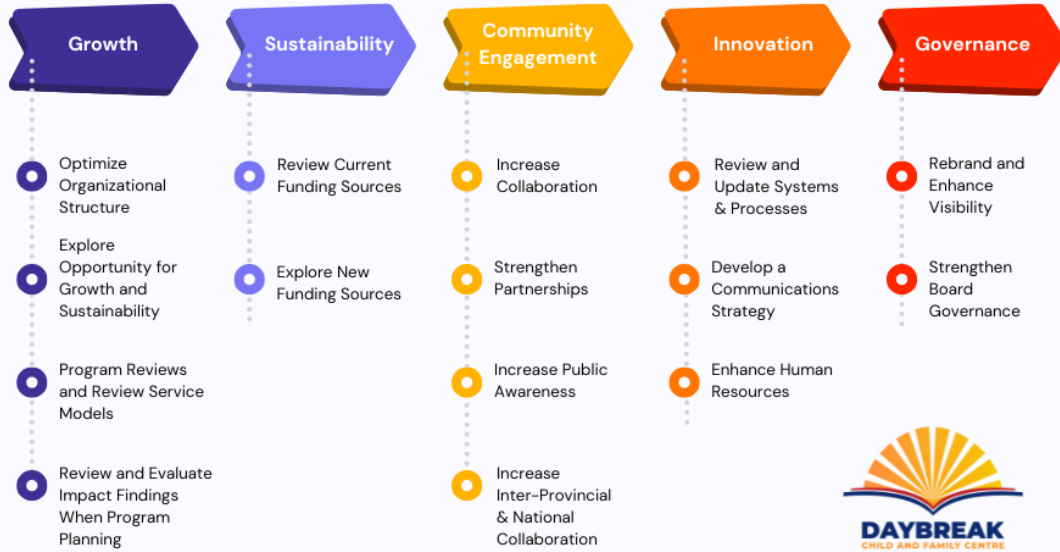 Growth
Optimize
Organizational
Structure
Explore
Opportunity for
Growth and
Sustainability
Program Reviews
and Review Service
Models
Review and Evaluate
Impact Findings
When Program
Planning
Sustainability
Review Current
Funding Sources
Explore New
Funding Sources
Community
Engagement
Increase
Collaboration
Strengthen
Partnerships
Increase Public
Awareness
Increase
Inter-Provincial
& National
Collaboration
Innovation
Review and
Update Systems
& Processes
Develop a
Communications
Strategy
Enhance Human
Resources
Governance
Rebrand and
Enhance
Visibility
Strengthen
Board
Governance
DAYBREAK
CHILD AND FAMILY CENTRE